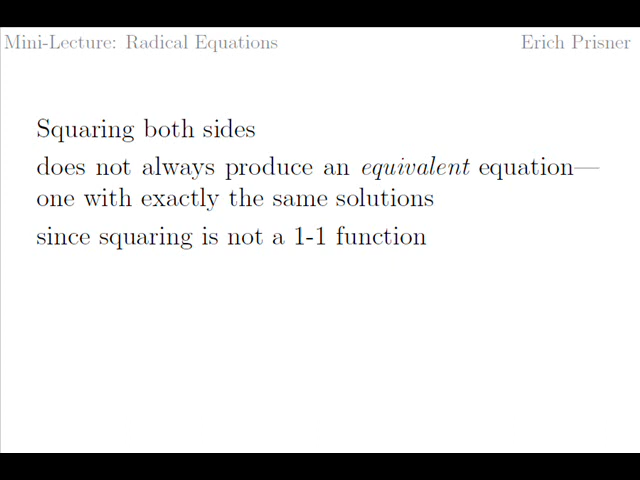 Mini-Lecture: Radical Equations Erich Prisner
Squaring both sides
does not always produce an equivalent equation—
one with exactly the same solutions
since squaring is not a 1-1 function